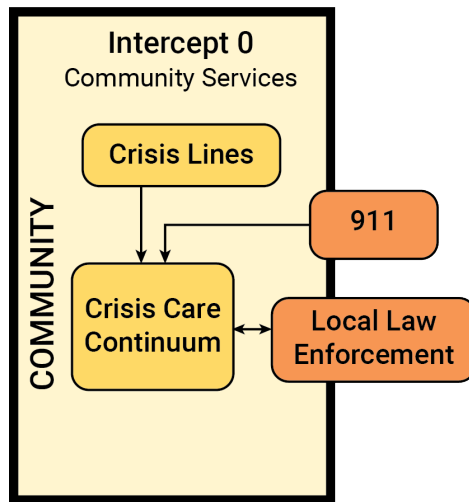 Intercept 0
Community Services
Crisis Lines
911
COMMUNITY
Crisis Care
Continuum
Local Law
Enforcement